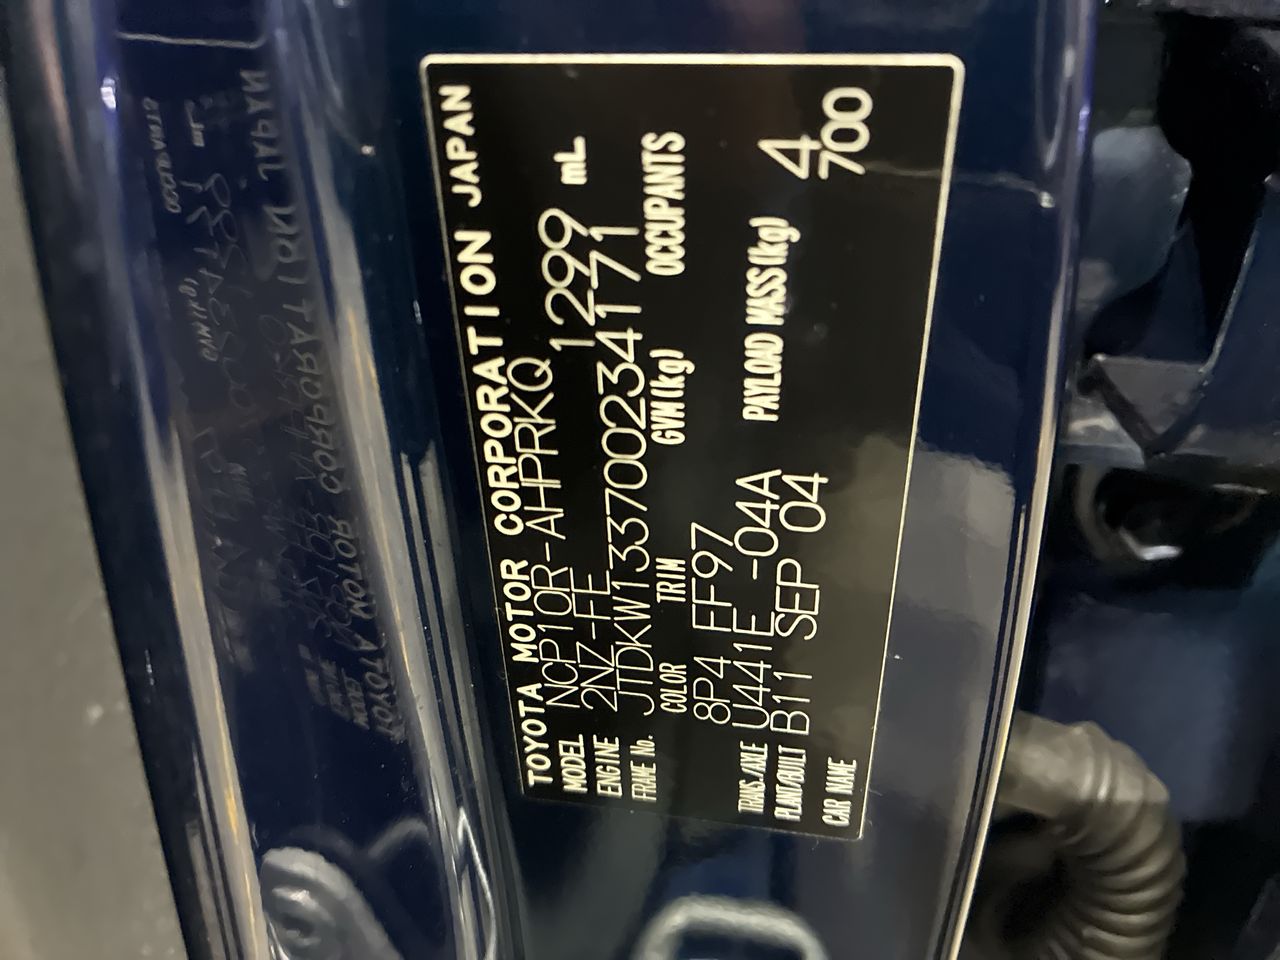 TOYOTA MOTOR CORPORATION JAPAN
MODEL NCP10R-AHPRKQ
ENGINE 2NZ-FE 1299 mL
FRAME No. JTDKW133700234171
COLOR TRIM GVM(kg) OCCUPANTS
8P4 FF97 4
TRANS./AXLE U441E -04A PAYLOAD MASS(kg) 700
PLANT/BUILT B11 SEP 04
CAR NAME